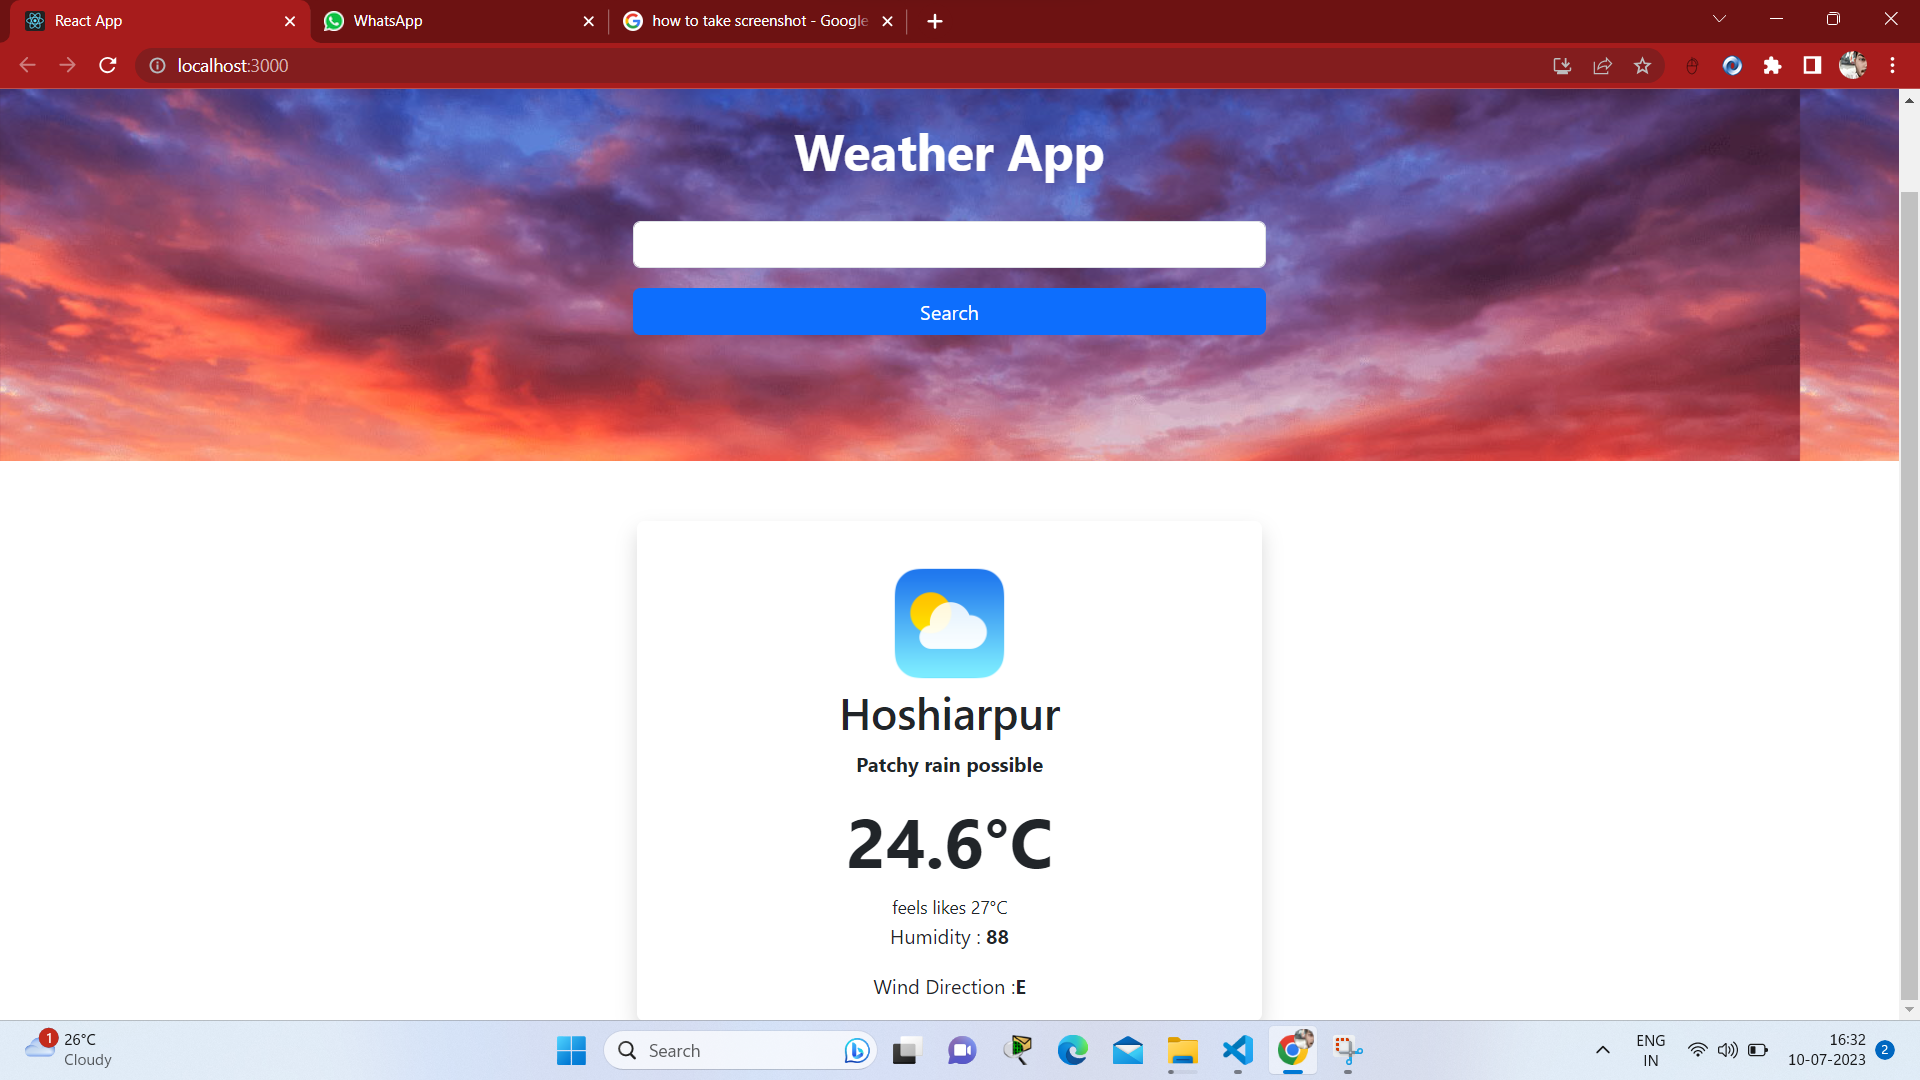 React App
WhatsApp
how to take screenshot - Google
localhost:3000
Weather App
Search
Hoshiarpur
Patchy rain possible
24.6°C
feels likes 27°C
Humidity : 88
Wind Direction :E
1
26°C
Cloudy
Search
ENG
IN
16:32
10-07-2023
2